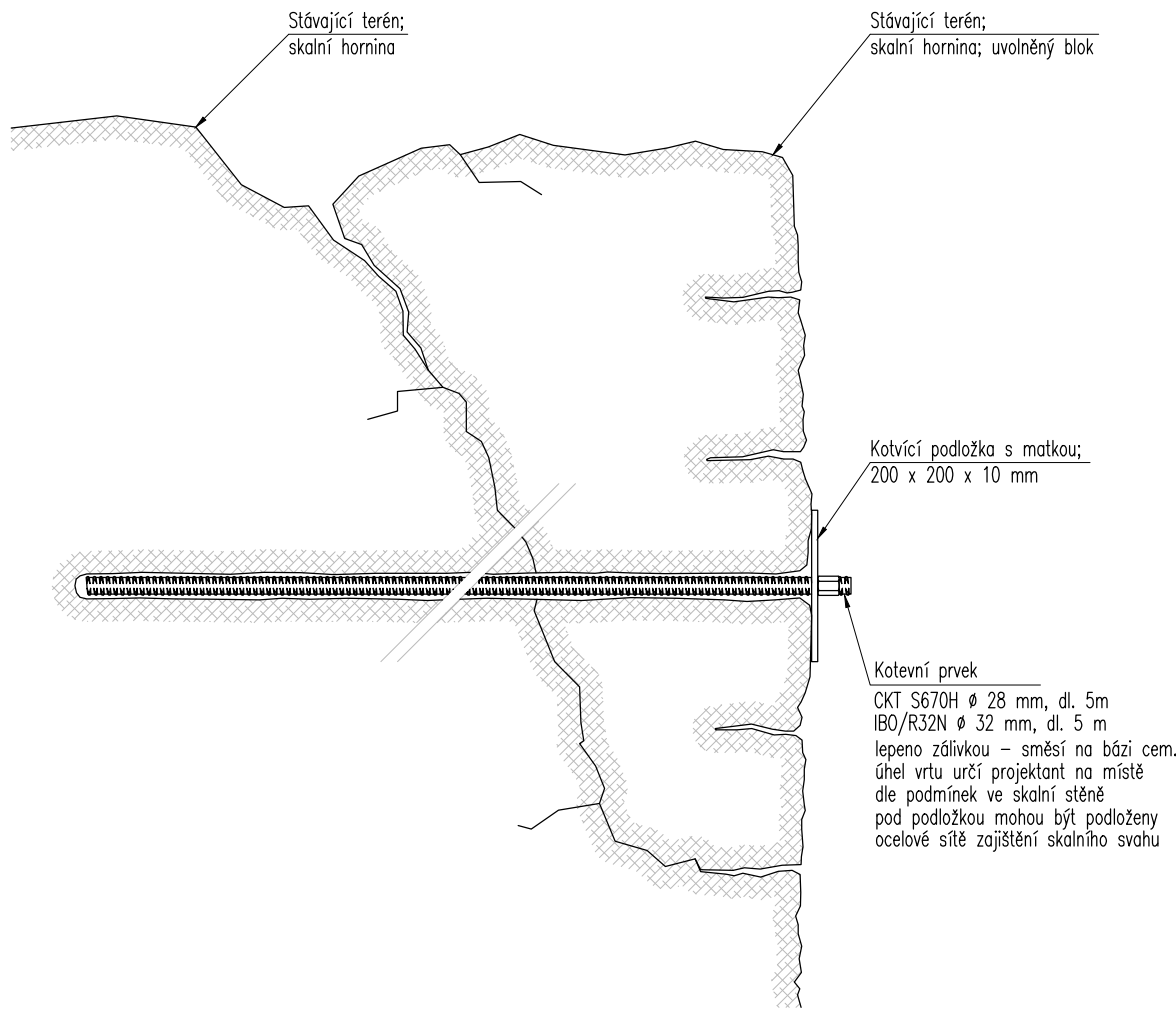 Stávající terén;
skalní hornina
Stávající terén;
skalní hornina; uvolněný blok
Kotvící podložka s matkou;
200 x 200 x 10 mm
Kotevní prvek
CKT S670H ø 28 mm, dl. 5m
IBO/R32N ø 32 mm, dl. 5 m
lepeno zálivkou – směsí na bázi cem.
úhel vrtu určí projektant na místě
dle podmínek ve skalní stěně
pod podložkou mohou být podloženy
ocelové sítě zajištění skalního svahu